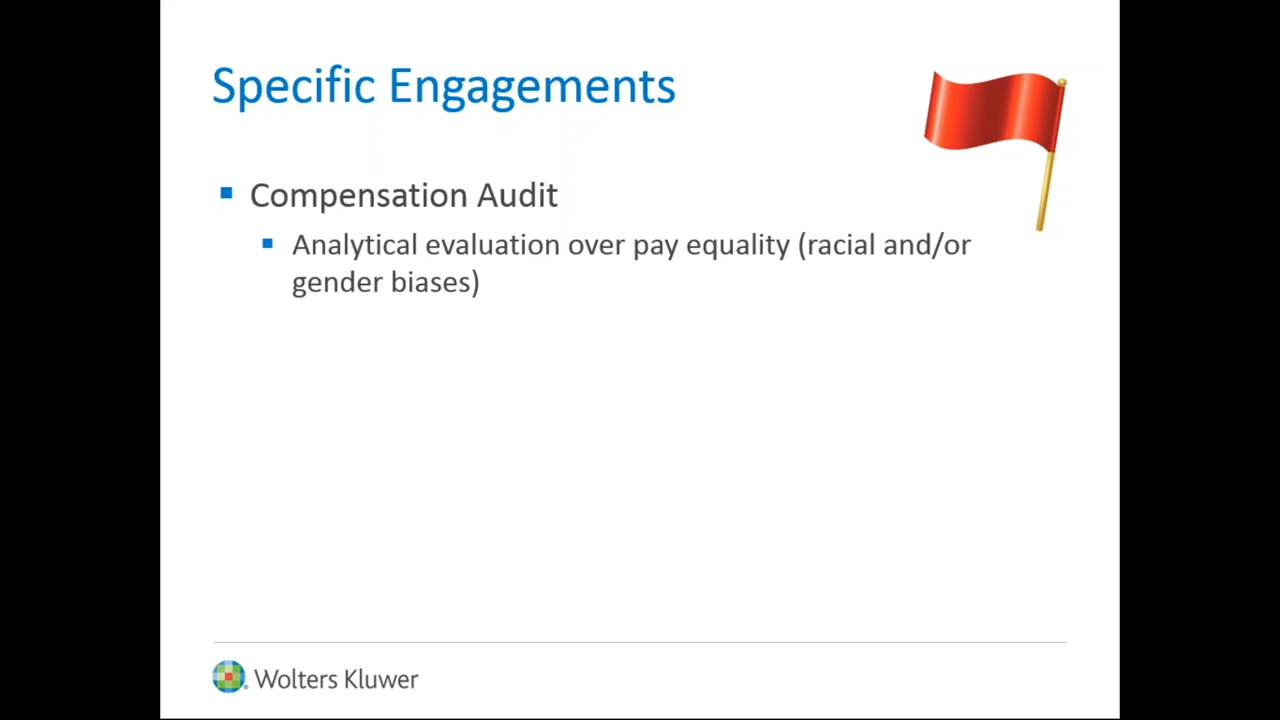 Specific Engagements
Compensation Audit
Analytical evaluation over pay equality (racial and/or
gender biases)
Wolters Kluwer